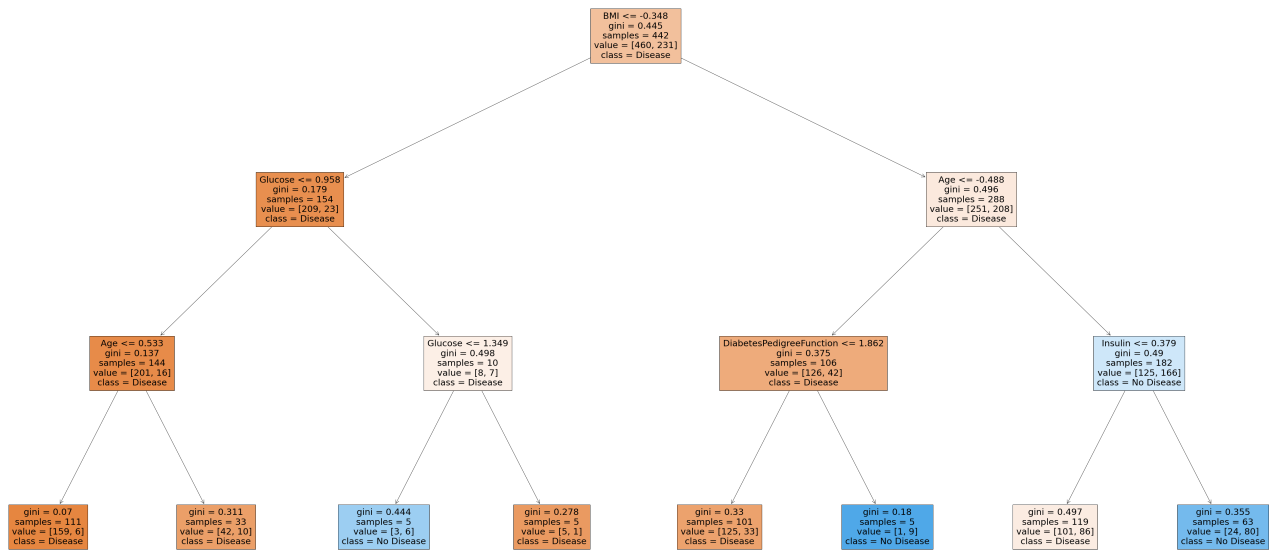 BMI <= -0.348
gini = 0.445
samples = 442
value = [460, 231]
class = Disease
Glucose <= 0.958
gini = 0.179
samples = 154
value = [209, 23]
class = Disease
Age <= -0.488
gini = 0.496
samples = 288
value = [251, 208]
class = Disease
Age <= 0.533
gini = 0.137
samples = 144
value = [201, 16]
class = Disease
Glucose <= 1.349
gini = 0.498
samples = 10
value = [8, 7]
class = Disease
DiabetesPedigreeFunction <= 1.862
gini = 0.375
samples = 106
value = [126, 42]
class = Disease
Insulin <= 0.379
gini = 0.49
samples = 182
value = [125, 166]
class = No Disease
gini = 0.07
samples = 111
value = [159, 6]
class = Disease
gini = 0.311
samples = 33
value = [42, 10]
class = Disease
gini = 0.444
samples = 5
value = [3, 6]
class = No Disease
gini = 0.278
samples = 5
value = [5, 1]
class = Disease
gini = 0.33
samples = 101
value = [125, 33]
class = Disease
gini = 0.18
samples = 5
value = [1, 9]
class = No Disease
gini = 0.497
samples = 119
value = [101, 86]
class = Disease
gini = 0.355
samples = 63
value = [24, 80]
class = No Disease